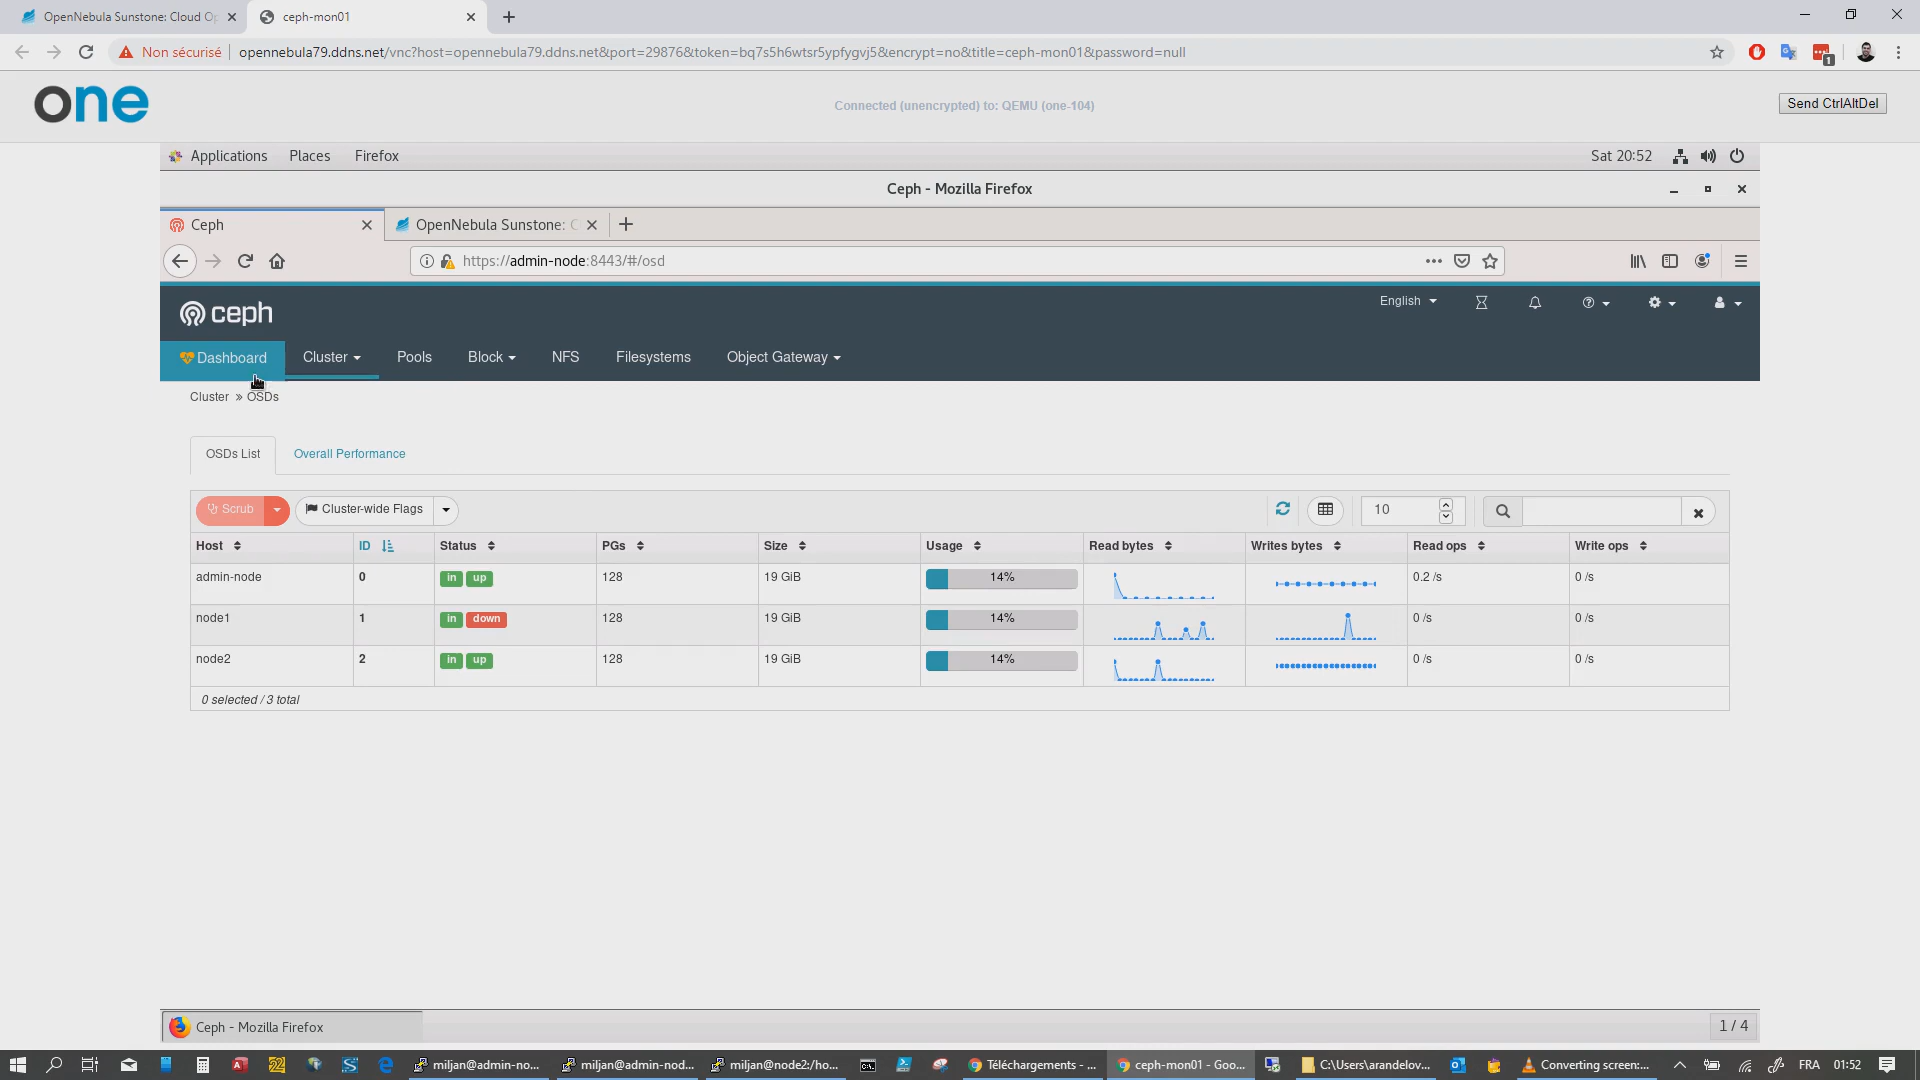 OpenNebula Sunstone: Cloud Op
ceph-mon01
Non sécurisé
opennebula79.ddns.net/vnc?host=opennebula79.ddns.net&port=29876&token=bq7s5h6wtsr5ypfygvj5&encrypt=no&title=ceph-mon01&password=null
1
one
Connected (unencrypted) to: QEMU (one-104)
Send CtrlAltDel
Applications Places Firefox
Sat 20:52
Ceph - Mozilla Firefox
Ceph
OpenNebula Sunstone: C
https://admin-node:8443/#/osd
ceph
English
Dashboard Cluster Pools Block NFS Filesystems Object Gateway
Cluster » OSDs
OSDs List Overall Performance
Scrub Cluster-wide Flags 10
Host ID Status PGs Size Usage Read bytes Writes bytes Read ops Write ops
admin-node 0 in up 128 19 GiB 14% 0.2 /s 0 /s
node1 1 in down 128 19 GiB 14% 0 /s 0 /s
node2 2 in up 128 19 GiB 14% 0 /s 0 /s
0 selected / 3 total
Ceph - Mozilla Firefox
1 / 4
miljan@admin-no...
miljan@admin-nod...
miljan@node2:/ho...
Téléchargements - ...
ceph-mon01 - Goo...
C:\Users\arandelov...
Converting screen:...
FRA
01:52